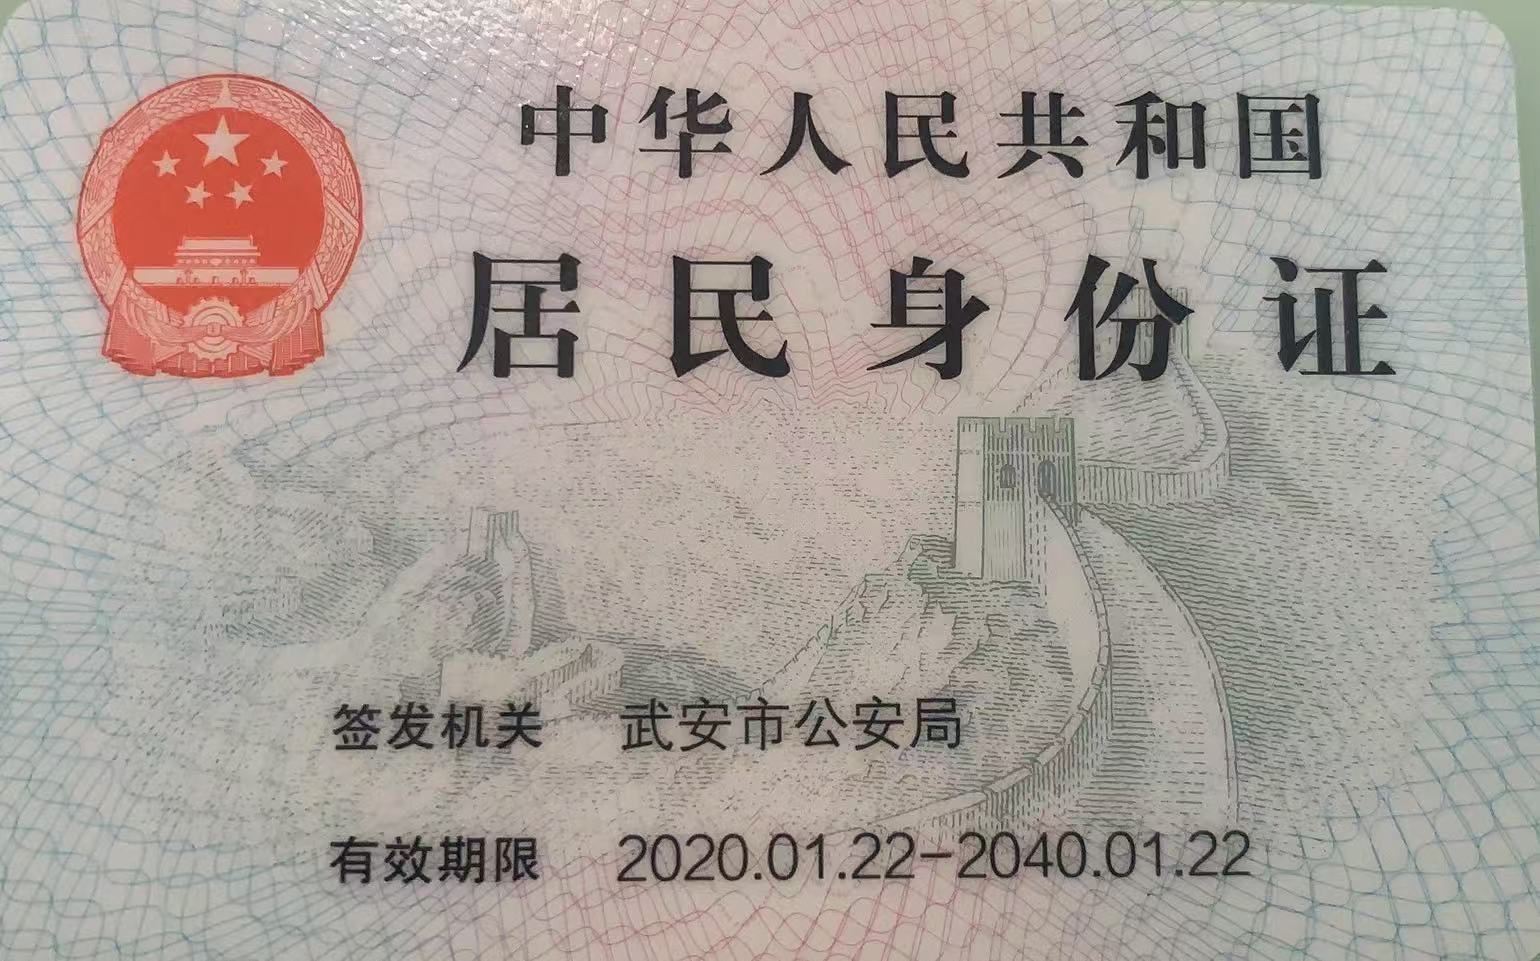 中华人民共和国
居民身份证
签发机关 武安市公安局
有效期限 2020.01.22-2040.01.22